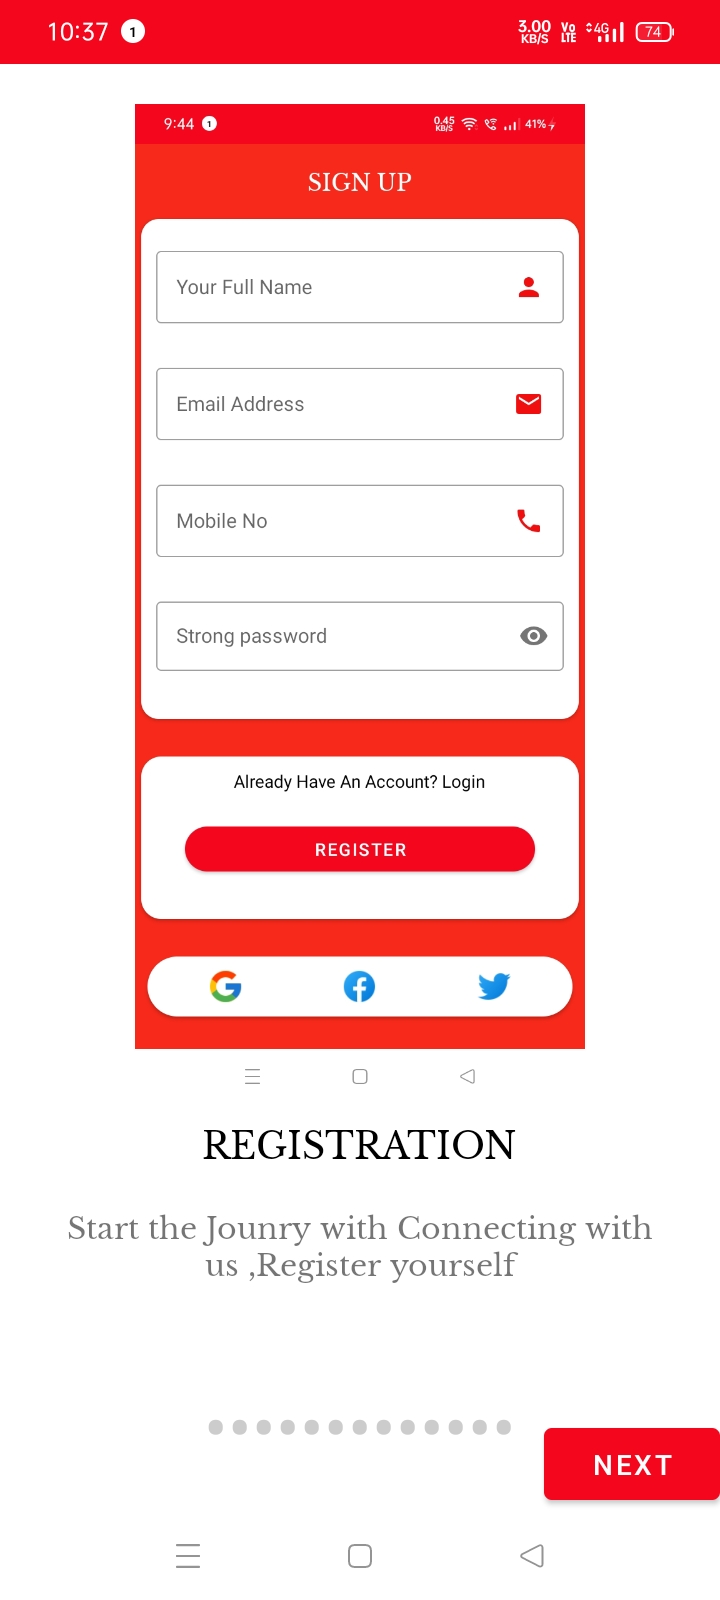 10:37 1 3.00 KB/S Vo LTE 4G 74
9:44 1 0.45 KB/S 41%
SIGN UP
Your Full Name
Email Address
Mobile No
Strong password
Already Have An Account? Login
REGISTER
REGISTRATION
Start the Jounry with Connecting with
us ,Register yourself
NEXT